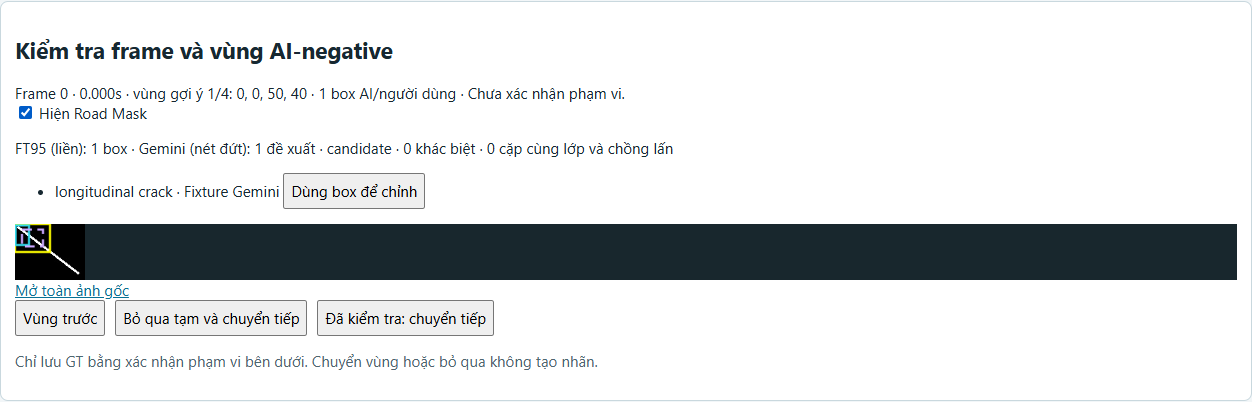 Kiểm tra frame và vùng AI-negative
Frame 0 · 0.000s · vùng gợi ý 1/4: 0, 0, 50, 40 · 1 box AI/người dùng · Chưa xác nhận phạm vi.
Hiện Road Mask
FT95 (liền): 1 box · Gemini (nét đứt): 1 đề xuất · candidate · 0 khác biệt · 0 cặp cùng lớp và chồng lấn
longitudinal crack · Fixture Gemini Dùng box để chỉnh
Mở toàn ảnh gốc
Vùng trước Bỏ qua tạm và chuyển tiếp Đã kiểm tra: chuyển tiếp
Chỉ lưu GT bằng xác nhận phạm vi bên dưới. Chuyển vùng hoặc bỏ qua không tạo nhãn.